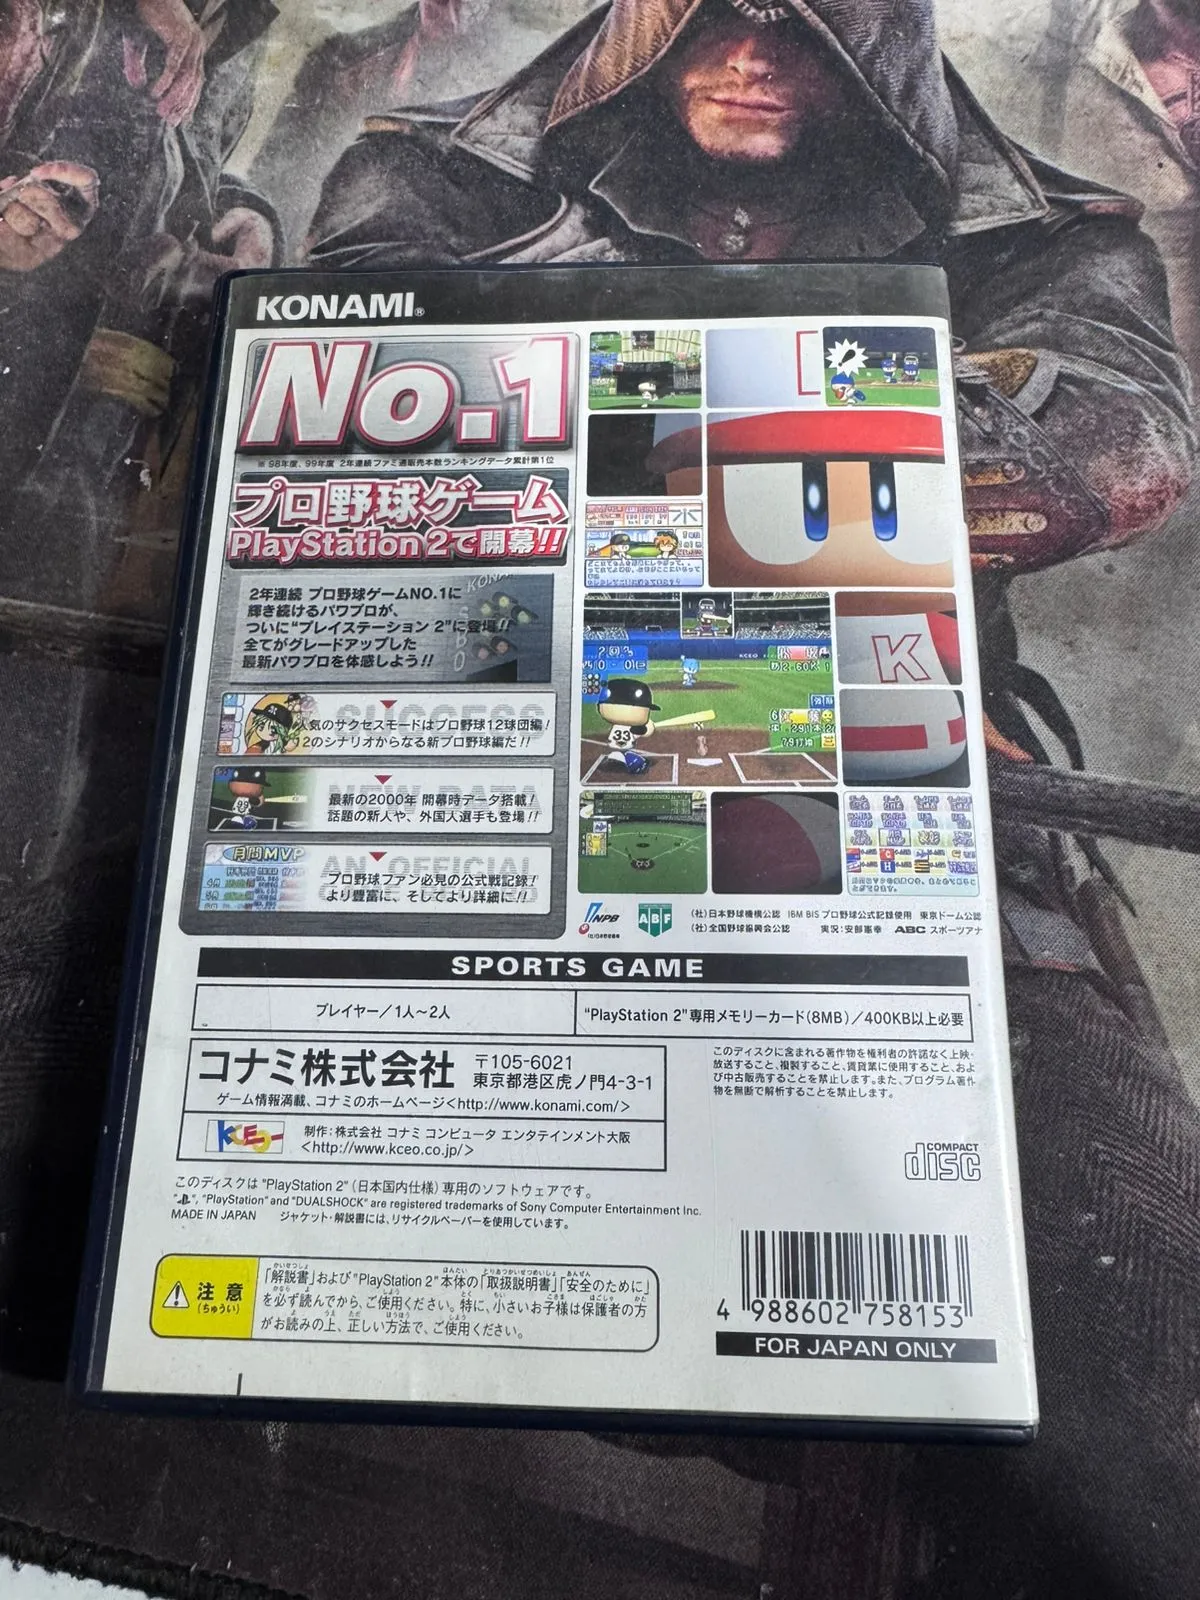 KONAMI®
No.1
※98年度、99年度 2年連続ファミ通販売本数ランキングデータ累計第1位
プロ野球ゲーム
PlayStation 2で開幕!!
2年連続 プロ野球ゲームNO.1に
輝き続けるパワプロが、
ついに"プレイステーション 2"に登場!!
全てがグレードアップした
最新パワプロを体感しよう!!
SUCCESS
人気のサクセスモードはプロ野球12球団編!
12のシナリオからなる新プロ野球編だ!!
NEW DATA
最新の2000年 開幕時データ搭載!
話題の新人や、外国人選手も登場!!
月間MVP
AN OFFICIAL
プロ野球ファン必見の公式戦記録!
より豊富に、そしてより詳細に!!
33
K
NPB
ABF
(社)日本野球機構公認 IBM BIS プロ野球公式記録使用 東京ドーム公認
(社)全国野球振興会公認 実況:安部憲幸 ABC スポーツアナ
SPORTS GAME
プレイヤー/1人~2人
"PlayStation 2"専用メモリーカード(8MB)/400KB以上必要
コナミ株式会社
〒105-6021
東京都港区虎ノ門4-3-1
ゲーム情報満載、コナミのホームページ<http://www.konami.com/>
KCEO
制作:株式会社 コナミ コンピュータ エンタテインメント大阪
<http://www.kceo.co.jp/>
このディスクに含まれる著作物を権利者の許諾なく上映・
放送すること、複製すること、賃貸業に使用すること、およ
び中古販売することを禁止します。また、プログラム著作
物を無断で解析することを禁止します。
COMPACT
disc
このディスクは "PlayStation 2" (日本国内仕様) 専用のソフトウェアです。
"PlayStation" and "DUALSHOCK" are registered trademarks of Sony Computer Entertainment Inc.
MADE IN JAPAN ジャケット・解説書には、リサイクルペーパーを使用しています。
注意
(ちゅうい)
「解説書」および"PlayStation 2"本体の「取扱説明書」「安全のために」
を必ず読んでから、ご使用ください。特に、小さいお子様は保護者の方
がお読みの上、正しい方法で、ご使用ください。
4 988602 758153
FOR JAPAN ONLY